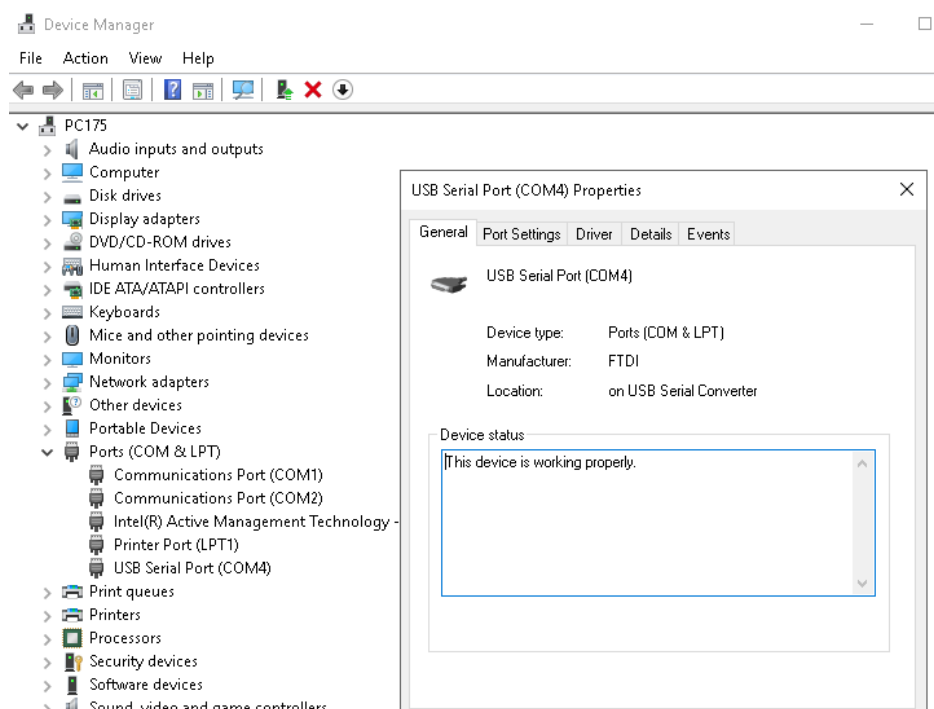 Device Manager
File Action View Help
PC175
Audio inputs and outputs
Computer
Disk drives
Display adapters
DVD/CD-ROM drives
Human Interface Devices
IDE ATA/ATAPI controllers
Keyboards
Mice and other pointing devices
Monitors
Network adapters
Other devices
Portable Devices
Ports (COM & LPT)
Communications Port (COM1)
Communications Port (COM2)
Intel(R) Active Management Technology -
Printer Port (LPT1)
USB Serial Port (COM4)
Print queues
Printers
Processors
Security devices
Software devices
Sound, video and game controllers
USB Serial Port (COM4) Properties
General Port Settings Driver Details Events
USB Serial Port (COM4)
Device type: Ports (COM & LPT)
Manufacturer: FTDI
Location: on USB Serial Converter
Device status
This device is working properly.